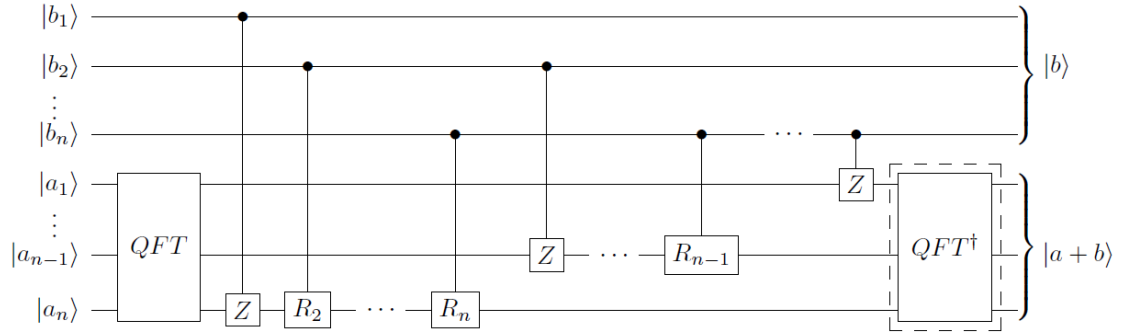 |b₁⟩
|b₂⟩
⋮
|bₙ⟩ ⋯
|b⟩
|a₁⟩ Z
⋮
|aₙ₋₁⟩ QFT Z ⋯ Rₙ₋₁ QFT† |a + b⟩
|aₙ⟩ Z R₂ ⋯ Rₙ